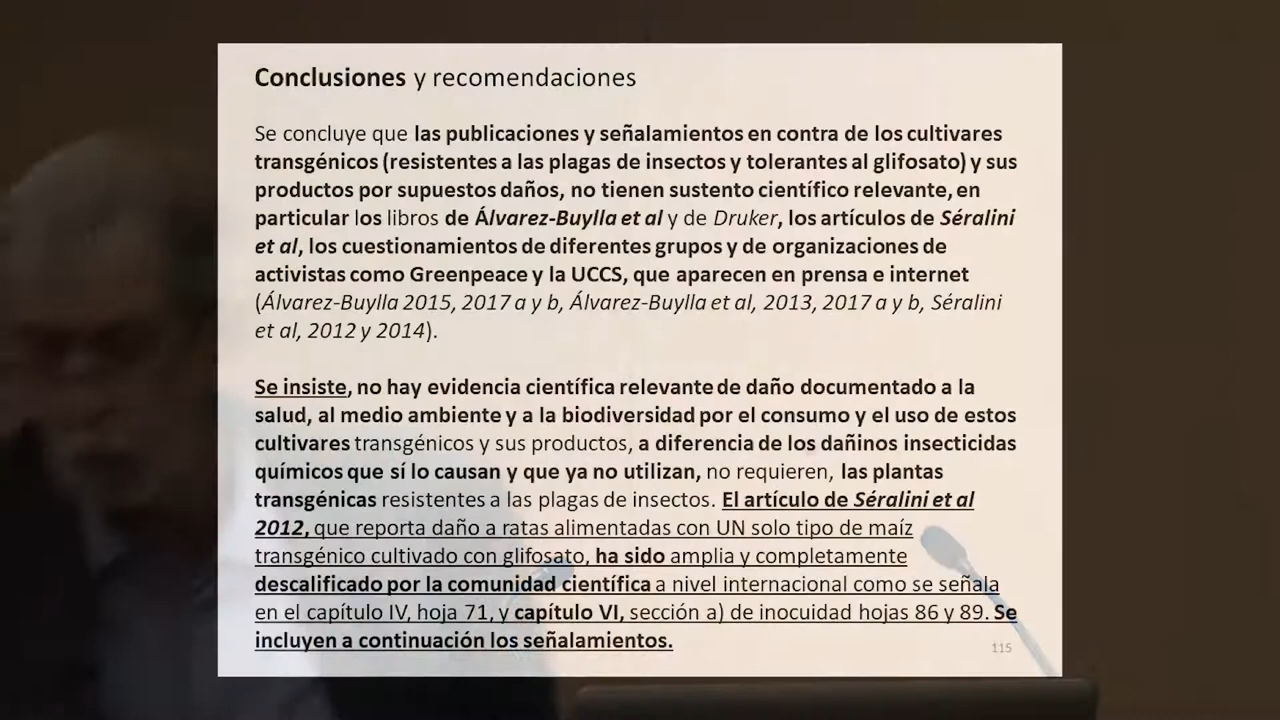 Conclusiones y recomendaciones
Se concluye que las publicaciones y señalamientos en contra de los cultivares
transgénicos (resistentes a las plagas de insectos y tolerantes al glifosato) y sus
productos por supuestos daños, no tienen sustento científico relevante, en
particular los libros de Álvarez-Buylla et al y de Druker, los artículos de Séralini
et al, los cuestionamientos de diferentes grupos y de organizaciones de
activistas como Greenpeace y la UCCS, que aparecen en prensa e internet
(Álvarez-Buylla 2015, 2017 a y b, Álvarez-Buylla et al, 2013, 2017 a y b, Séralini
et al, 2012 y 2014).
Se insiste, no hay evidencia científica relevante de daño documentado a la
salud, al medio ambiente y a la biodiversidad por el consumo y el uso de estos
cultivares transgénicos y sus productos, a diferencia de los dañinos insecticidas
químicos que sí lo causan y que ya no utilizan, no requieren, las plantas
transgénicas resistentes a las plagas de insectos. El artículo de Séralini et al
2012, que reporta daño a ratas alimentadas con UN solo tipo de maíz
transgénico cultivado con glifosato, ha sido amplia y completamente
descalificado por la comunidad científica a nivel internacional como se señala
en el capítulo IV, hoja 71, y capítulo VI, sección a) de inocuidad hojas 86 y 89. Se
incluyen a continuación los señalamientos.
115